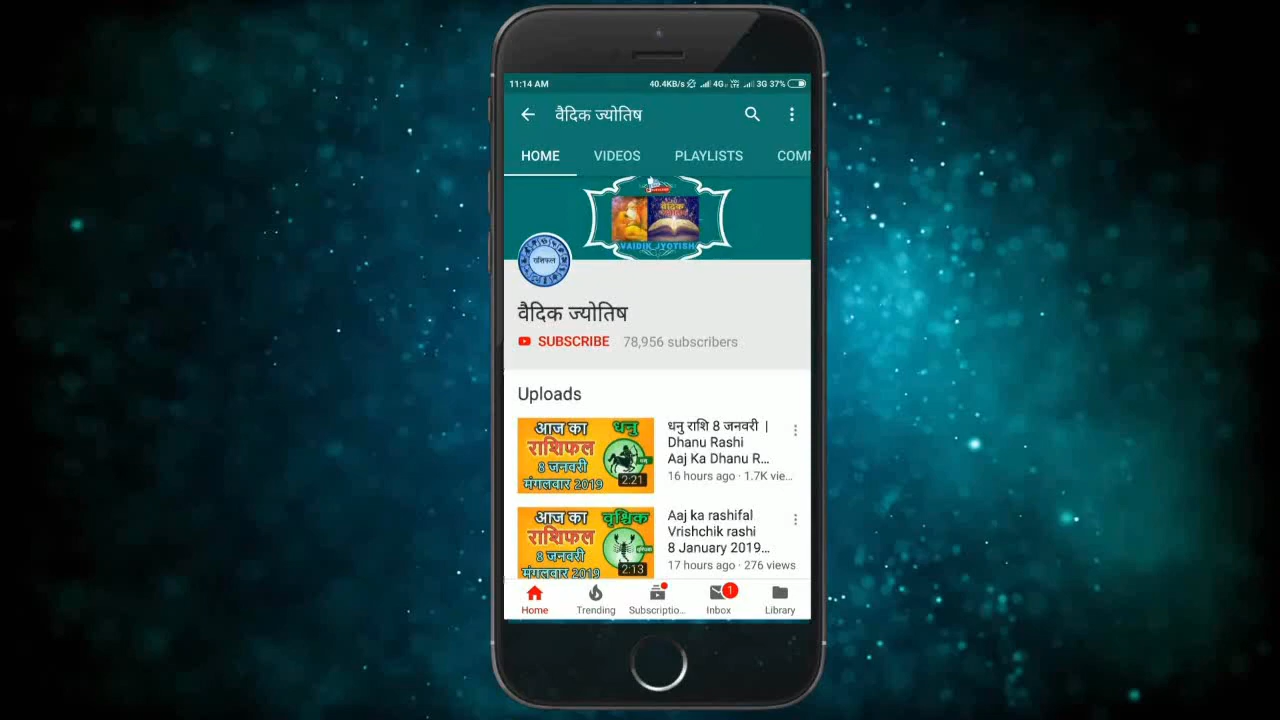 11:14 AM
40.4KB/s 4G 3G 37%
वैदिक ज्योतिष
HOME VIDEOS PLAYLISTS COMM
वैदिक
VAIDIK JYOTISH
राशिफल
वैदिक ज्योतिष
SUBSCRIBE 78,956 subscribers
Uploads
आज का धनु
राशिफल
8 जनवरी
मंगलवार 2019
2:21
धनु राशि 8 जनवरी |
Dhanu Rashi
Aaj Ka Dhanu R...
16 hours ago · 1.7K vie...
आज का वृश्चिक
राशिफल
8 जनवरी
मंगलवार 2019
2:13
Aaj ka rashifal
Vrishchik rashi
8 January 2019...
17 hours ago · 276 views
1
Home Trending Subscriptio... Inbox Library